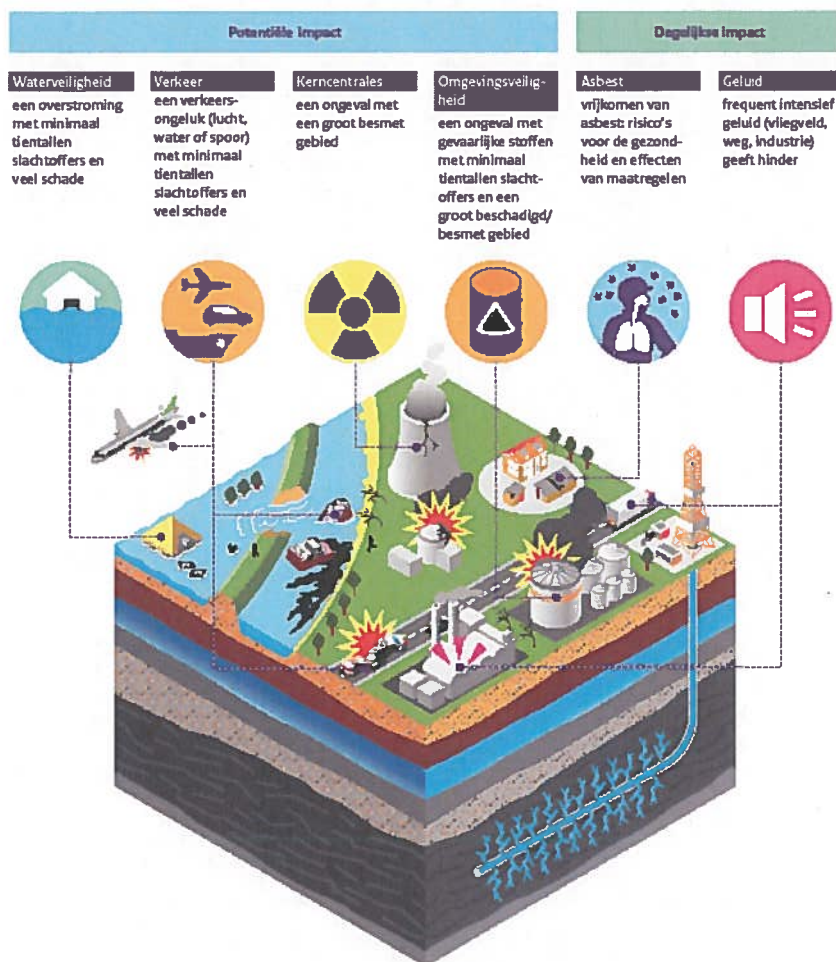 Potentiële impact
Dagelijkse impact
Waterveiligheid
een overstroming
met minimaal
tientallen
slachtoffers en
veel schade
Verkeer
een verkeers-
ongeluk (lucht,
water of spoor)
met minimaal
tientallen
slachtoffers en
veel schade
Kerncentrales
een ongeval met
een groot besmet
gebied
Omgevingsveilig-
heid
een ongeval met
gevaarlijke stoffen
met minimaal
tientallen slacht-
offers en een
groot beschadigd/
besmet gebied
Asbest
vrijkomen van
asbest: risico's
voor de gezond-
heid en effecten
van maatregelen
Geluid
frequent intensief
geluid (vliegveld,
weg, industrie)
geeft hinder